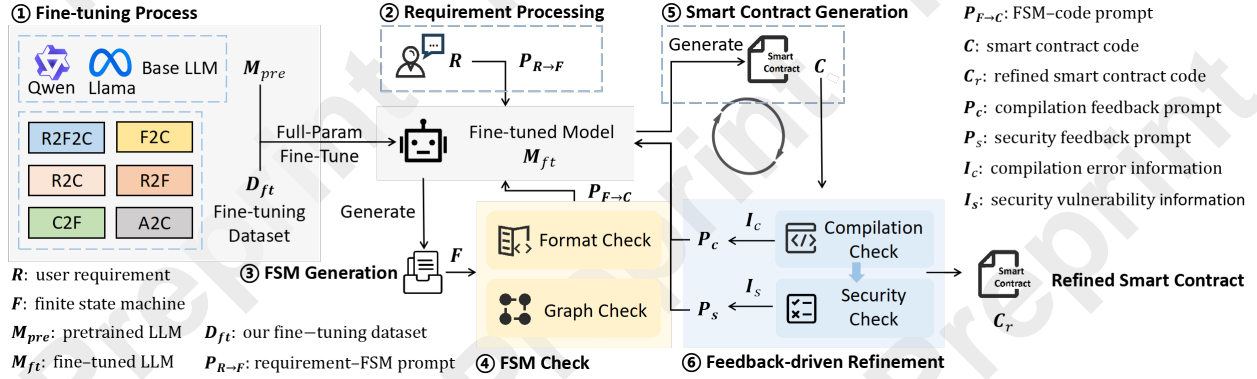 ① Fine-tuning Process
Qwen
Llama
Base LLM
R2F2C
F2C
R2C
R2F
C2F
A2C
M_pre
D_ft
Fine-tuning
Dataset
Full-Param
Fine-Tune
② Requirement Processing
R
P_{R→F}
Fine-tuned Model
M_ft
Generate
③ FSM Generation
F
P_{F→C}
Format Check
Graph Check
④ FSM Check
⑤ Smart Contract Generation
Generate
Smart
Contract
C
I_c
P_c
Compilation
Check
I_s
P_s
Security
Check
⑥ Feedback-driven Refinement
Smart
Contract
C_r
Refined Smart Contract
P_{F→C}: FSM–code prompt
C: smart contract code
C_r: refined smart contract code
P_c: compilation feedback prompt
P_s: security feedback prompt
I_c: compilation error information
I_s: security vulnerability information
R: user requirement
F: finite state machine
M_pre: pretrained LLM
D_ft: our fine−tuning dataset
M_ft: fine–tuned LLM
P_{R→F}: requirement–FSM prompt
preprint